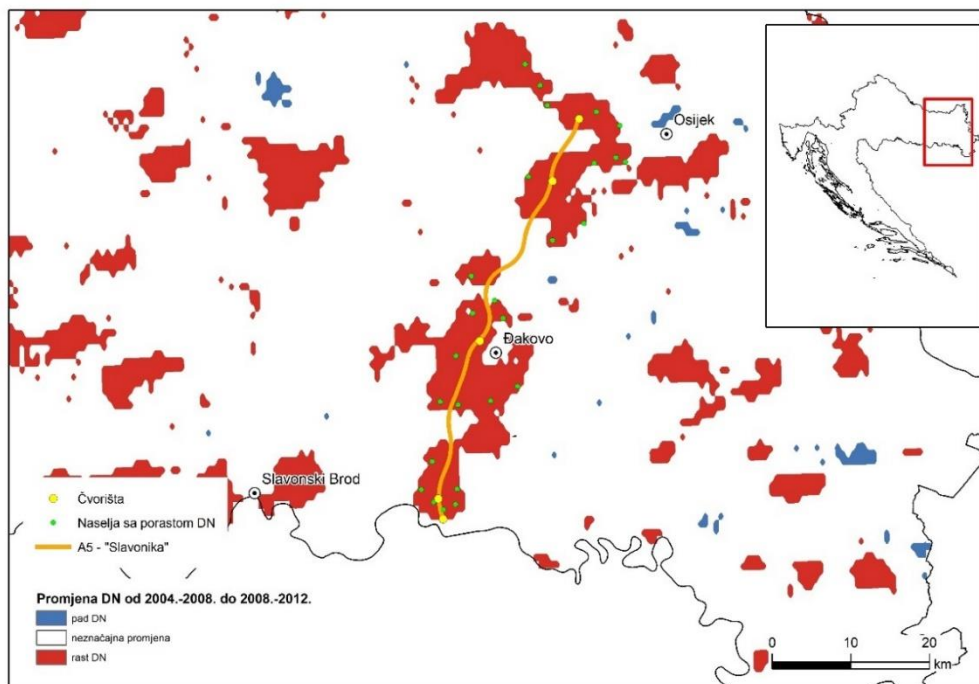 Osijek
Đakovo
Slavonski Brod
Čvorišta
Naselja sa porastom DN
A5 - "Slavonika"
Promjena DN od 2004.-2008. do 2008.-2012.
pad DN
neznačajna promjena
rast DN
0 10 20
km